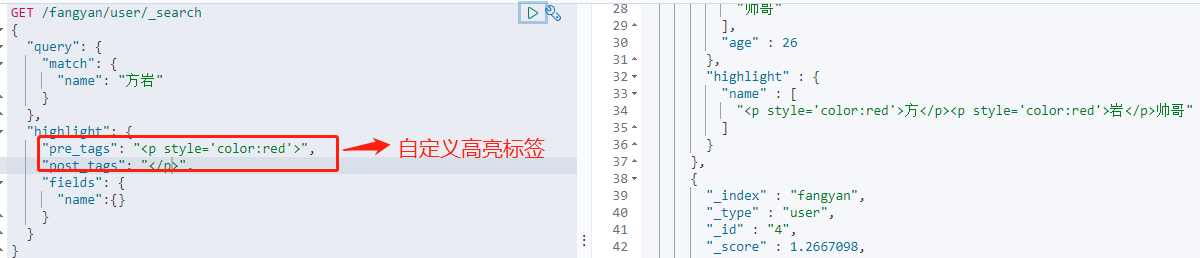 GET /fangyan/user/_search
{
"query": {
"match": {
"name": "方岩"
}
},
"highlight": {
"pre_tags": "<p style='color:red'>",
"post_tags": "</p>",
"fields": {
"name":{}
}
}
}
自定义高亮标签
28 "帅哥"
29 ],
30 "age" : 26
31 },
32 "highlight" : {
33 "name" : [
34 "<p style='color:red'>方</p><p style='color:red'>岩</p>帅哥"
35 ]
36 }
37 },
38 {
39 "_index" : "fangyan",
40 "_type" : "user",
41 "_id" : "4",
42 "_score" : 1.2667098,